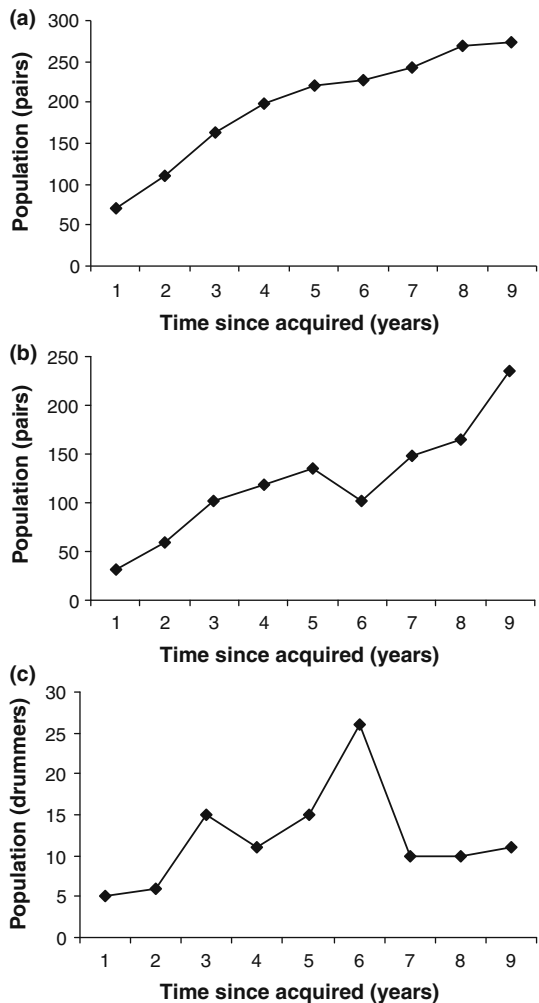 (a)
Population (pairs)
300
250
200
150
100
50
0
1 2 3 4 5 6 7 8 9
Time since acquired (years)
(b)
Population (pairs)
250
200
150
100
50
0
1 2 3 4 5 6 7 8 9
Time since acquired (years)
(c)
Population (drummers)
30
25
20
15
10
5
0
1 2 3 4 5 6 7 8 9
Time since acquired (years)